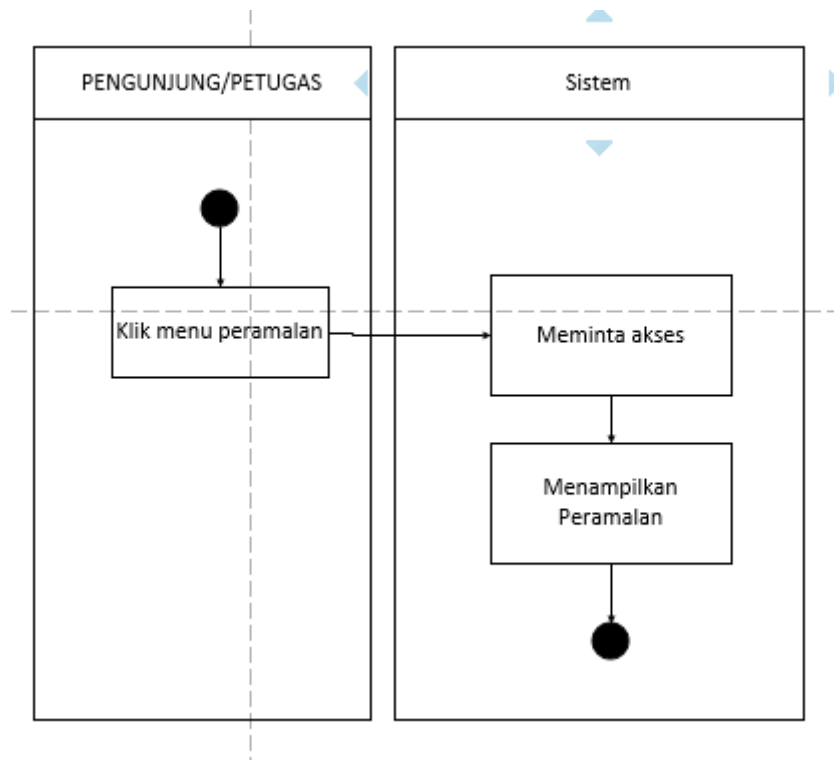 PENGUNJUNG/PETUGAS
Sistem
Klik menu peramalan
Meminta akses
Menampilkan
Peramalan